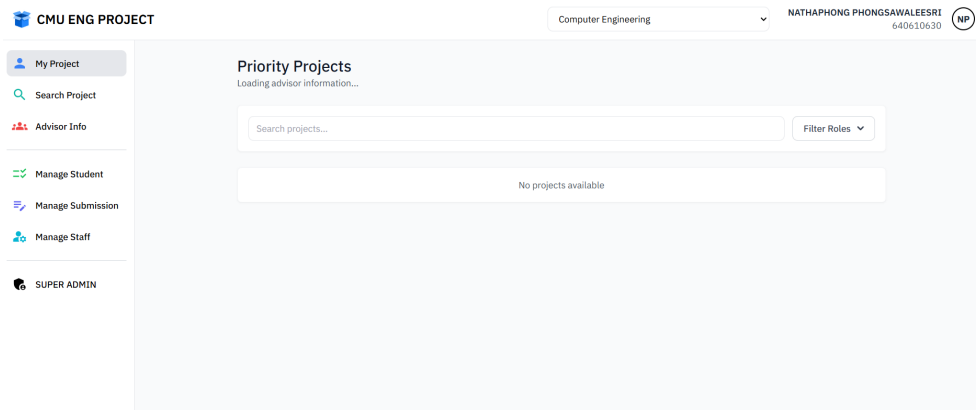 CMU ENG PROJECT
Computer Engineering
NATHAPHONG PHONGSAWALEESRI
640610630
NP
My Project
Search Project
Advisor Info
Manage Student
Manage Submission
Manage Staff
SUPER ADMIN
Priority Projects
Loading advisor information...
Search projects...
Filter Roles
No projects available